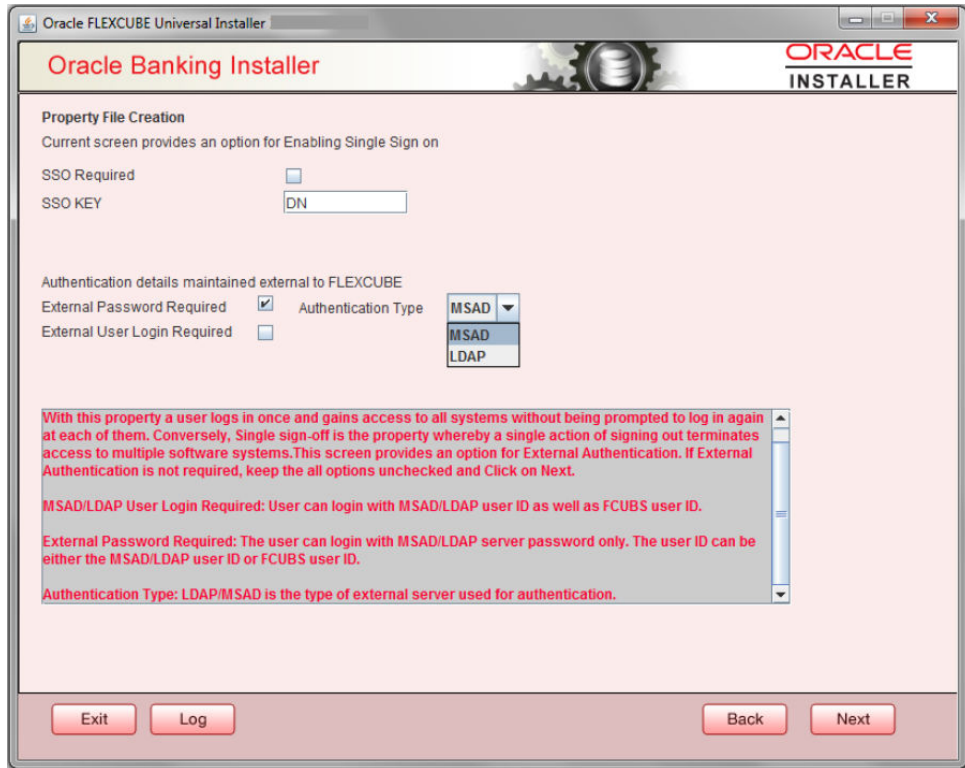 Oracle FLEXCUBE Universal Installer
Oracle Banking Installer
ORACLE
INSTALLER
Property File Creation
Current screen provides an option for Enabling Single Sign on
SSO Required
SSO KEY DN
Authentication details maintained external to FLEXCUBE
External Password Required Authentication Type MSAD
External User Login Required
MSAD
LDAP
With this property a user logs in once and gains access to all systems without being prompted to log in again
at each of them. Conversely, Single sign-off is the property whereby a single action of signing out terminates
access to multiple software systems.This screen provides an option for External Authentication. If External
Authentication is not required, keep the all options unchecked and Click on Next.
MSAD/LDAP User Login Required: User can login with MSAD/LDAP user ID as well as FCUBS user ID.
External Password Required: The user can login with MSAD/LDAP server password only. The user ID can be
either the MSAD/LDAP user ID or FCUBS user ID.
Authentication Type: LDAP/MSAD is the type of external server used for authentication.
Exit Log Back Next